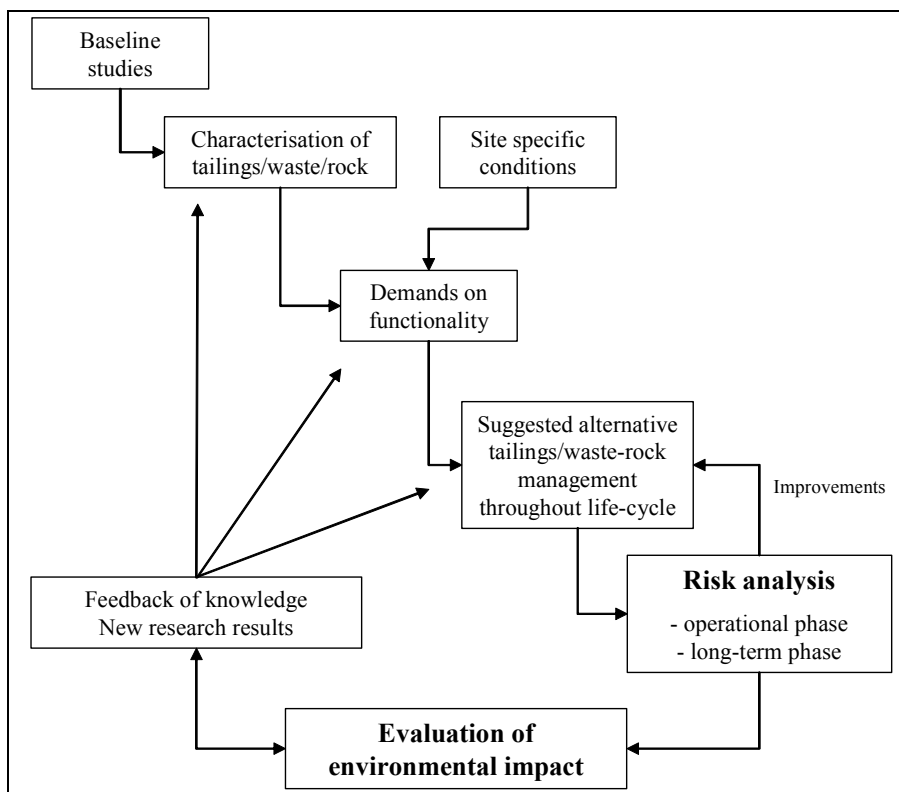 Baseline
studies
Characterisation of
tailings/waste/rock
Site specific
conditions
Demands on
functionality
Suggested alternative
tailings/waste-rock
management
throughout life-cycle
Improvements
Risk analysis
- operational phase
- long-term phase
Feedback of knowledge
New research results
Evaluation of
environmental impact